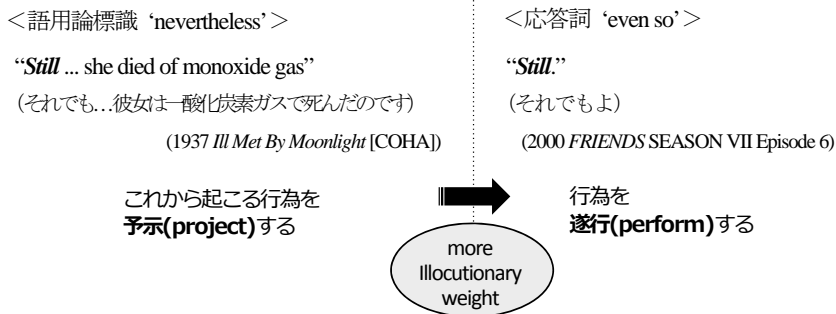 ＜語用論標識 ‘nevertheless’＞
“Still ... she died of monoxide gas”
（それでも…彼女は一酸化炭素ガスで死んだのです）
(1937 Ill Met By Moonlight [COHA])
これから起こる行為を
予示(project)する
＜応答詞 ‘even so’＞
“Still.”
（それでもよ）
(2000 FRIENDS SEASON VII Episode 6)
行為を
遂行(perform)する
more
Illocutionary
weight